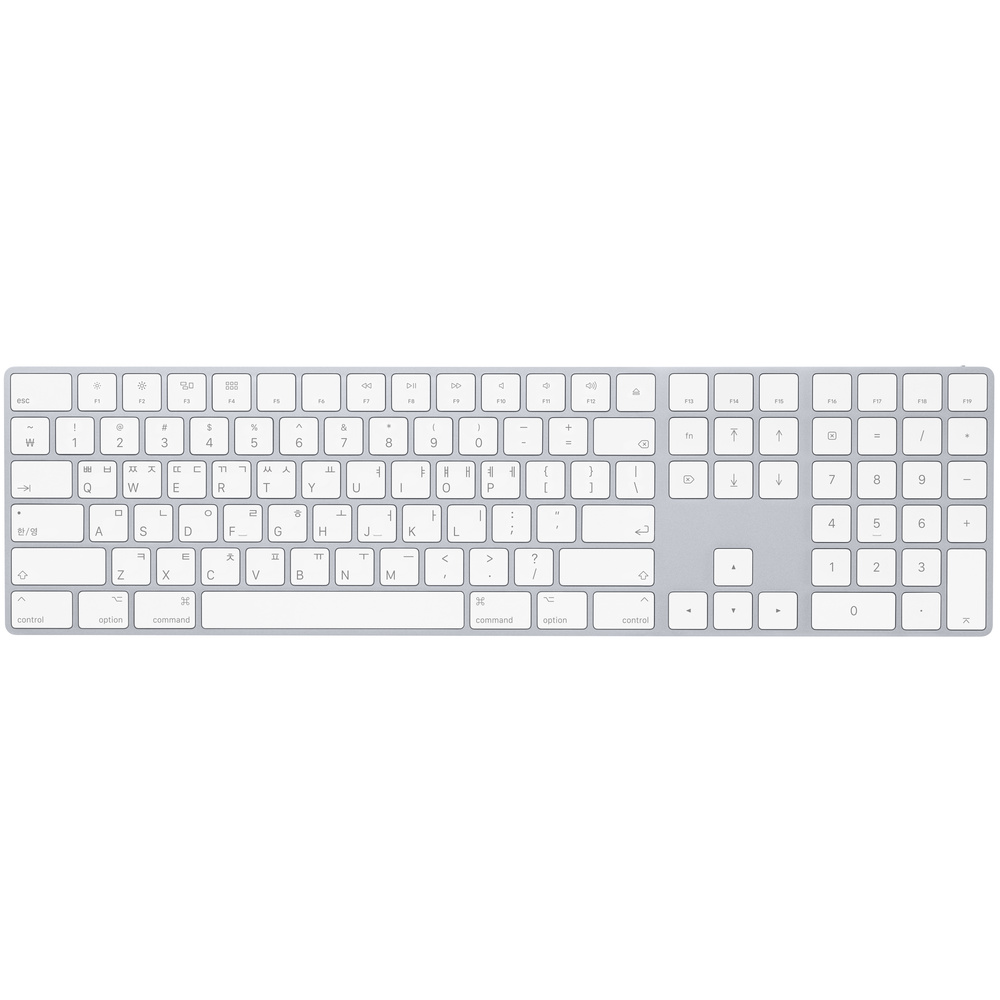 esc F1 F2 F3 F4 F5 F6 F7 F8 F9 F10 F11 F12 F13 F14 F15 F16 F17 F18 F19
~ ! @ # $ % ^ & * ( ) – +
₩ 1 2 3 4 5 6 7 8 9 0 - = fn = / *
ㅃ ㅂ ㅉ ㅈ ㄸ ㄷ ㄲ ㄱ ㅆ ㅅ ㅛ ㅕ ㅑ ㅒ ㅐ ㅖ ㅔ { } |
Q W E R T Y U I O P [ ] \ 7 8 9 –
• ㅁ ㄴ ㅇ ㄹ ㅎ ㅗ ㅓ ㅏ ㅣ : "
한/영 A S D F_ G H J_ K L ; ' 4 5 6 +
ㅋ ㅌ ㅊ ㅍ ㅠ ㅜ ㅡ < > ?
Z X C V B N M , . / 1 2 3
control option command command option control 0 .